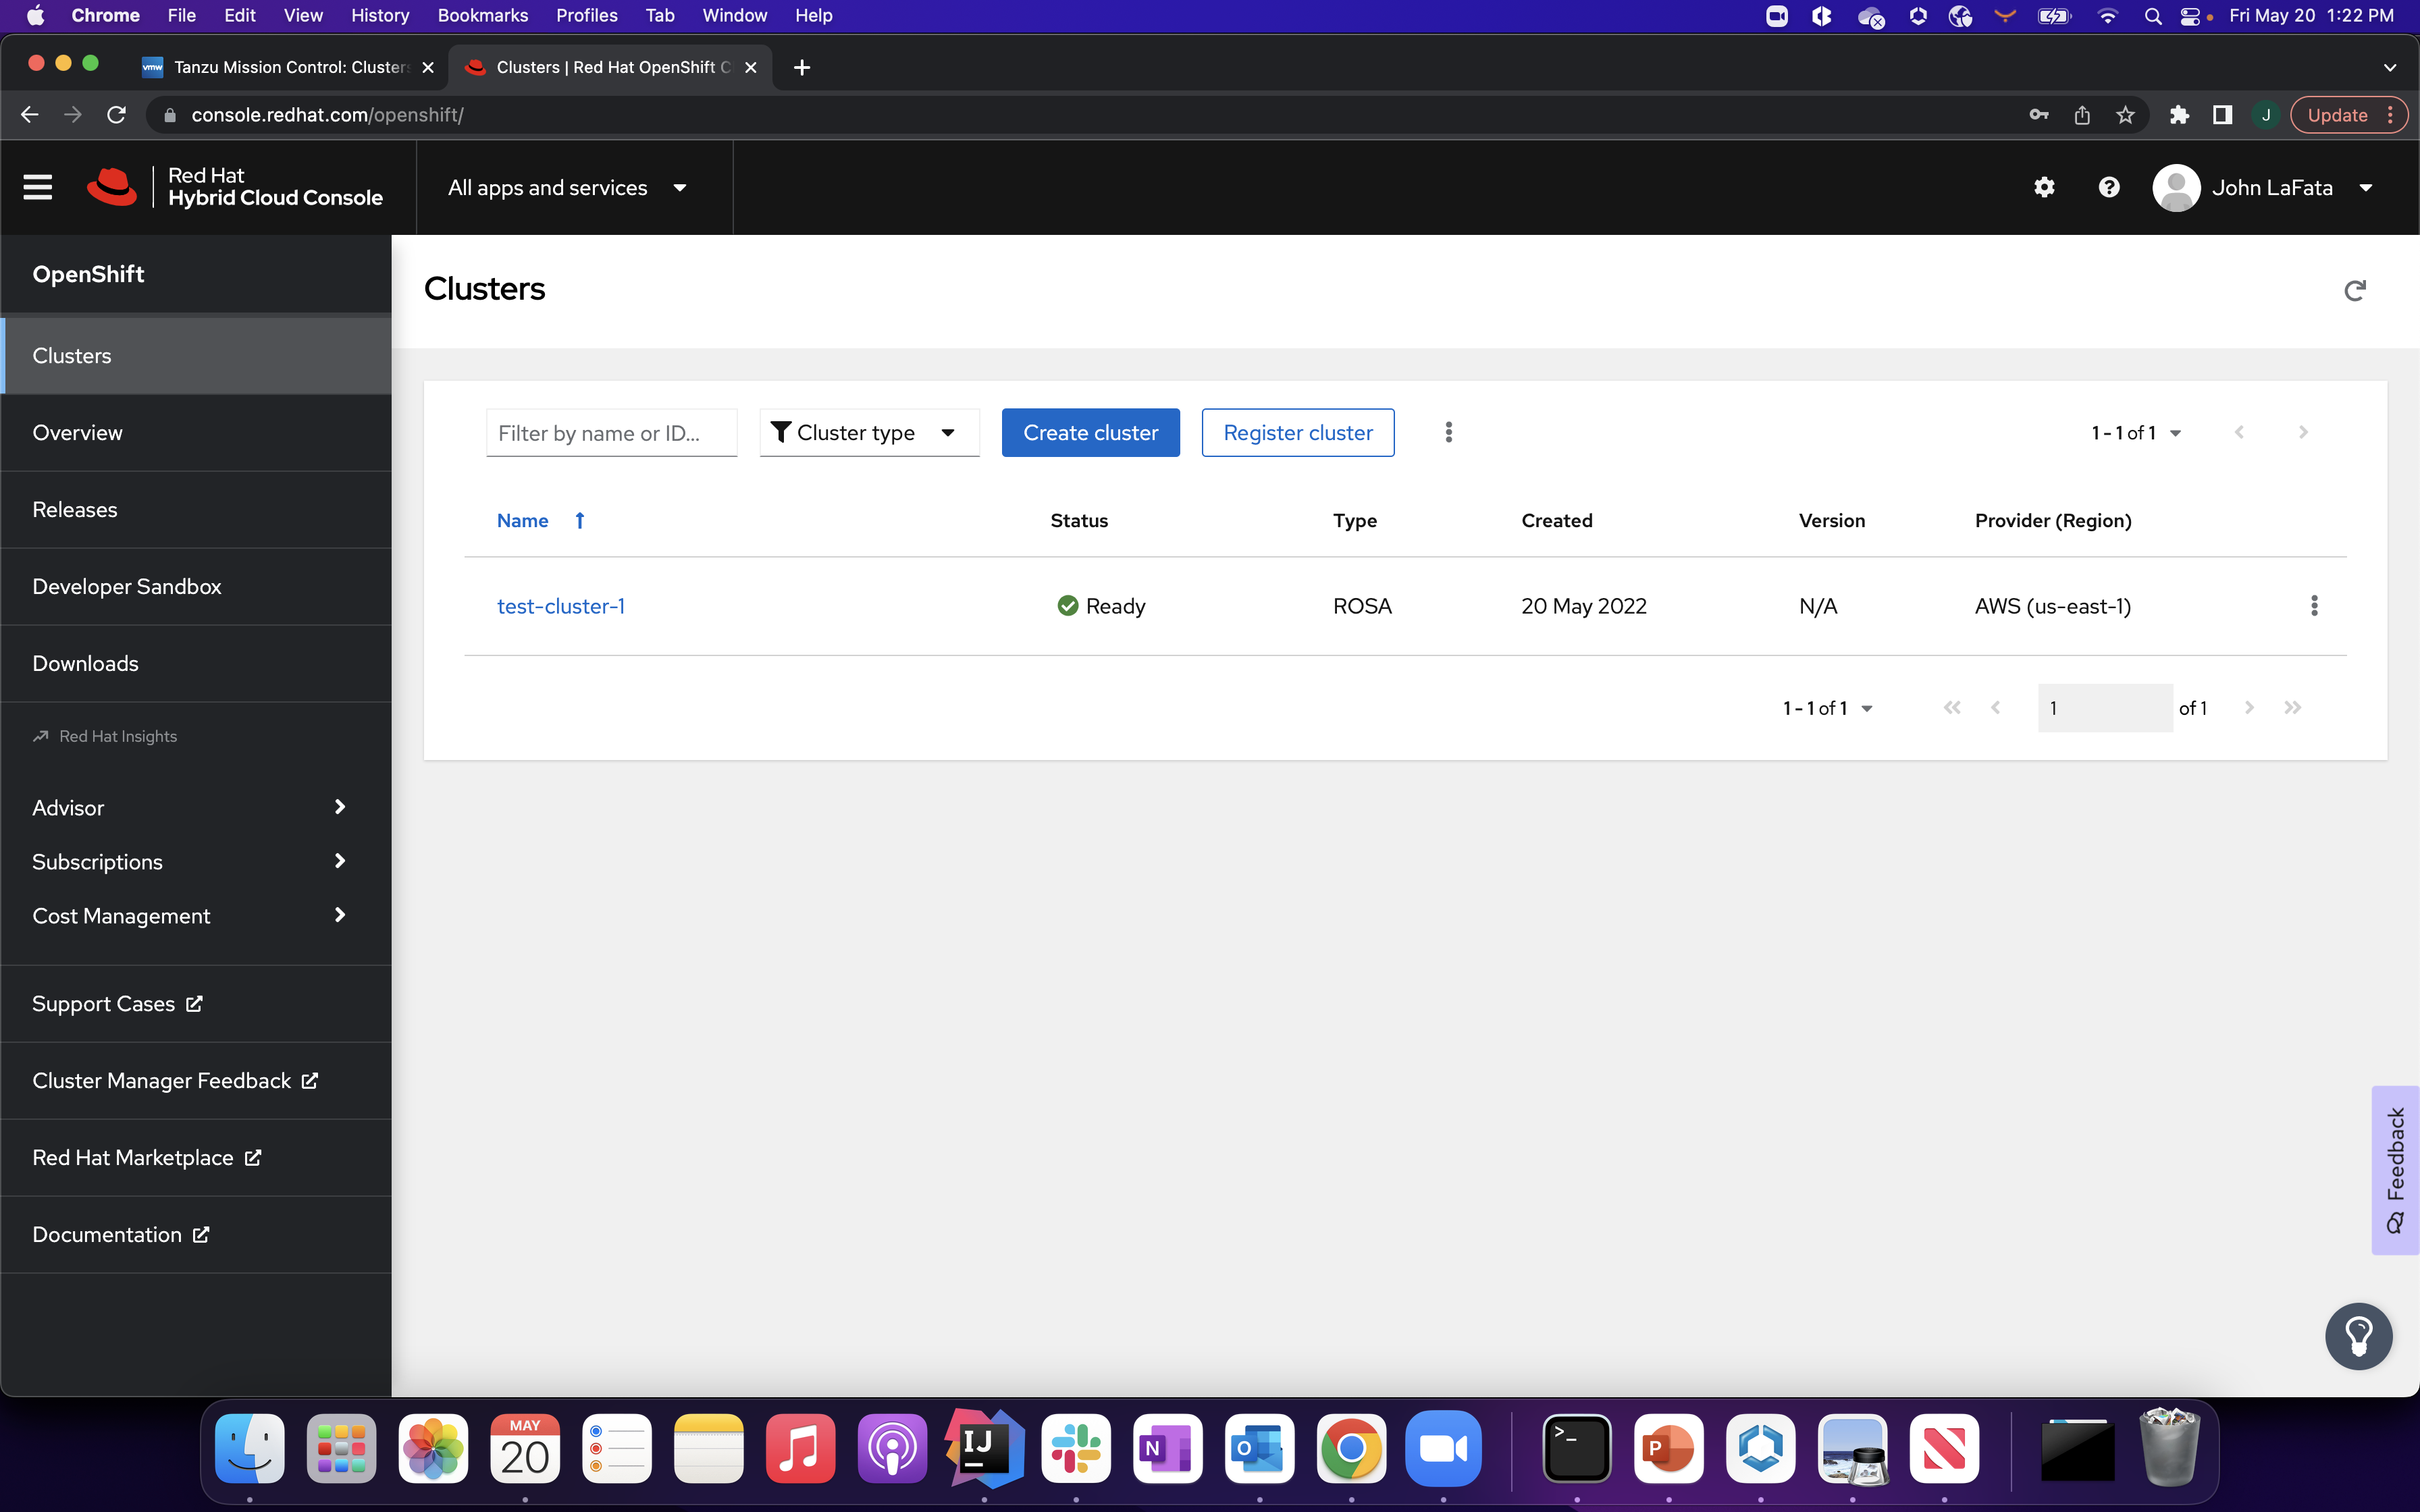 Chrome File Edit View History Bookmarks Profiles Tab Window Help Fri May 20 1:22 PM
vmw Tanzu Mission Control: Cluster Clusters | Red Hat OpenShift C
console.redhat.com/openshift/ J Update
Red Hat
Hybrid Cloud Console
All apps and services
John LaFata
OpenShift
Clusters
Overview
Releases
Developer Sandbox
Downloads
Red Hat Insights
Advisor
Subscriptions
Cost Management
Support Cases
Cluster Manager Feedback
Red Hat Marketplace
Documentation
Clusters
Filter by name or ID... Cluster type Create cluster Register cluster 1 - 1 of 1
Name Status Type Created Version Provider (Region)
test-cluster-1 Ready ROSA 20 May 2022 N/A AWS (us-east-1)
1 - 1 of 1 1 of 1
Feedback
MAY
20
IJ
N
O
>_
P